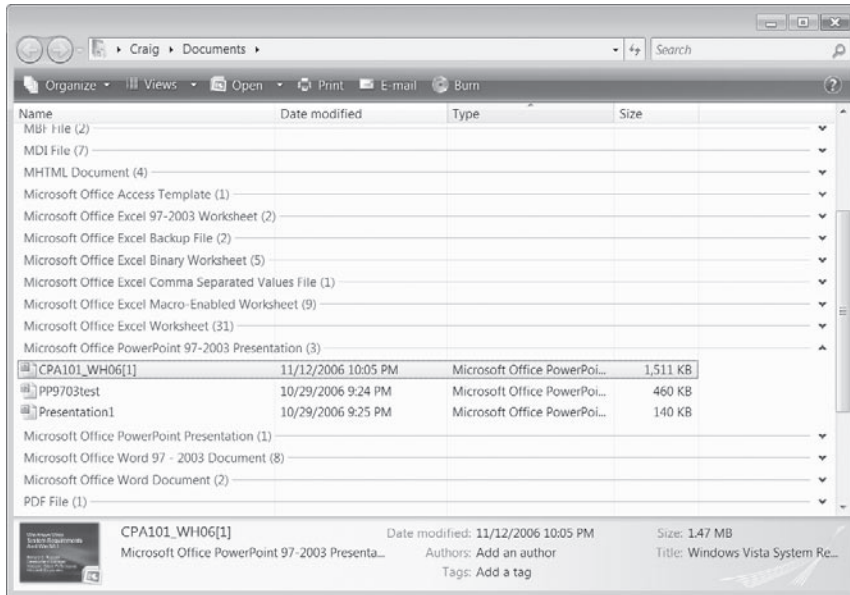 Craig ▸ Documents ▸
Search
Organize Views Open Print E-mail Burn
Name Date modified Type Size
MBF File (2)
MDI File (7)
MHTML Document (4)
Microsoft Office Access Template (1)
Microsoft Office Excel 97-2003 Worksheet (2)
Microsoft Office Excel Backup File (2)
Microsoft Office Excel Binary Worksheet (5)
Microsoft Office Excel Comma Separated Values File (1)
Microsoft Office Excel Macro-Enabled Worksheet (9)
Microsoft Office Excel Worksheet (31)
Microsoft Office PowerPoint 97-2003 Presentation (3)
CPA101_WH06[1] 11/12/2006 10:05 PM Microsoft Office PowerPoi... 1,511 KB
PP9703test 10/29/2006 9:24 PM Microsoft Office PowerPoi... 460 KB
Presentation1 10/29/2006 9:25 PM Microsoft Office PowerPoi... 140 KB
Microsoft Office PowerPoint Presentation (1)
Microsoft Office Word 97 - 2003 Document (8)
Microsoft Office Word Document (2)
PDF File (1)
CPA101_WH06[1] Date modified: 11/12/2006 10:05 PM Size: 1.47 MB
Microsoft Office PowerPoint 97-2003 Presenta... Authors: Add an author Title: Windows Vista System Re...
Tags: Add a tag